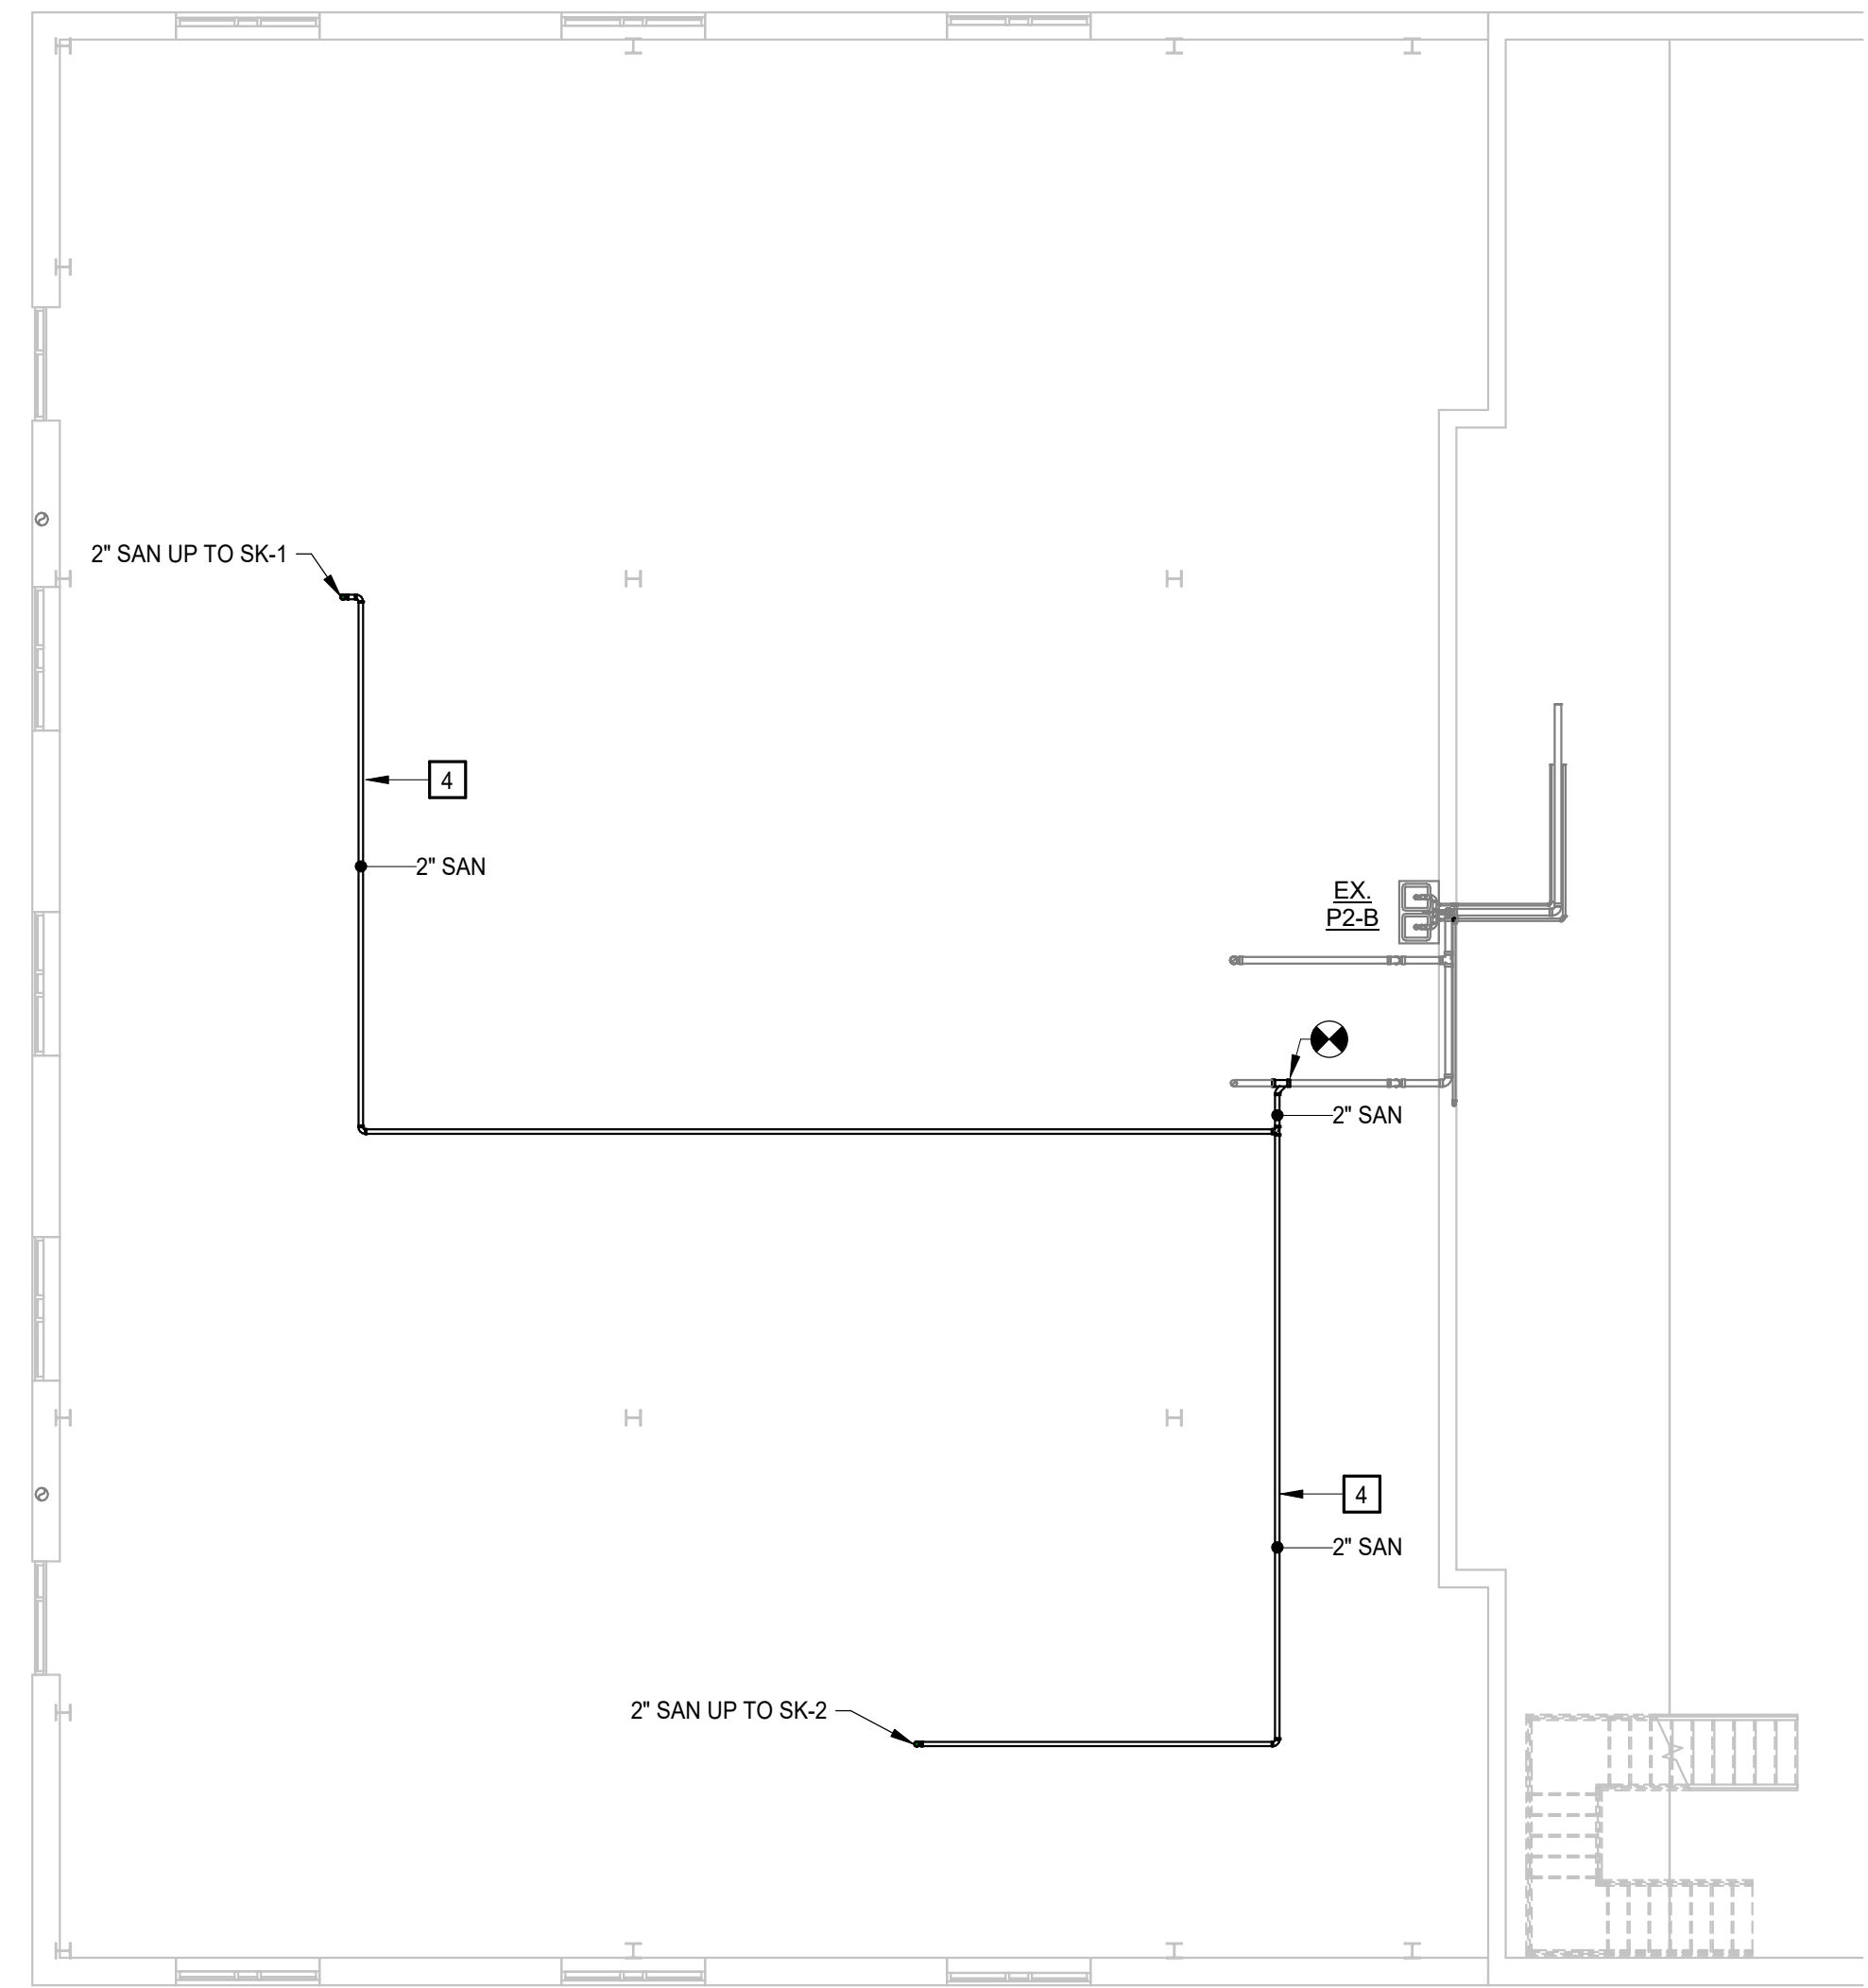 2" SAN UP TO SK-1
4
2" SAN
EX.
P2-B
2" SAN
4
2" SAN
2" SAN UP TO SK-2